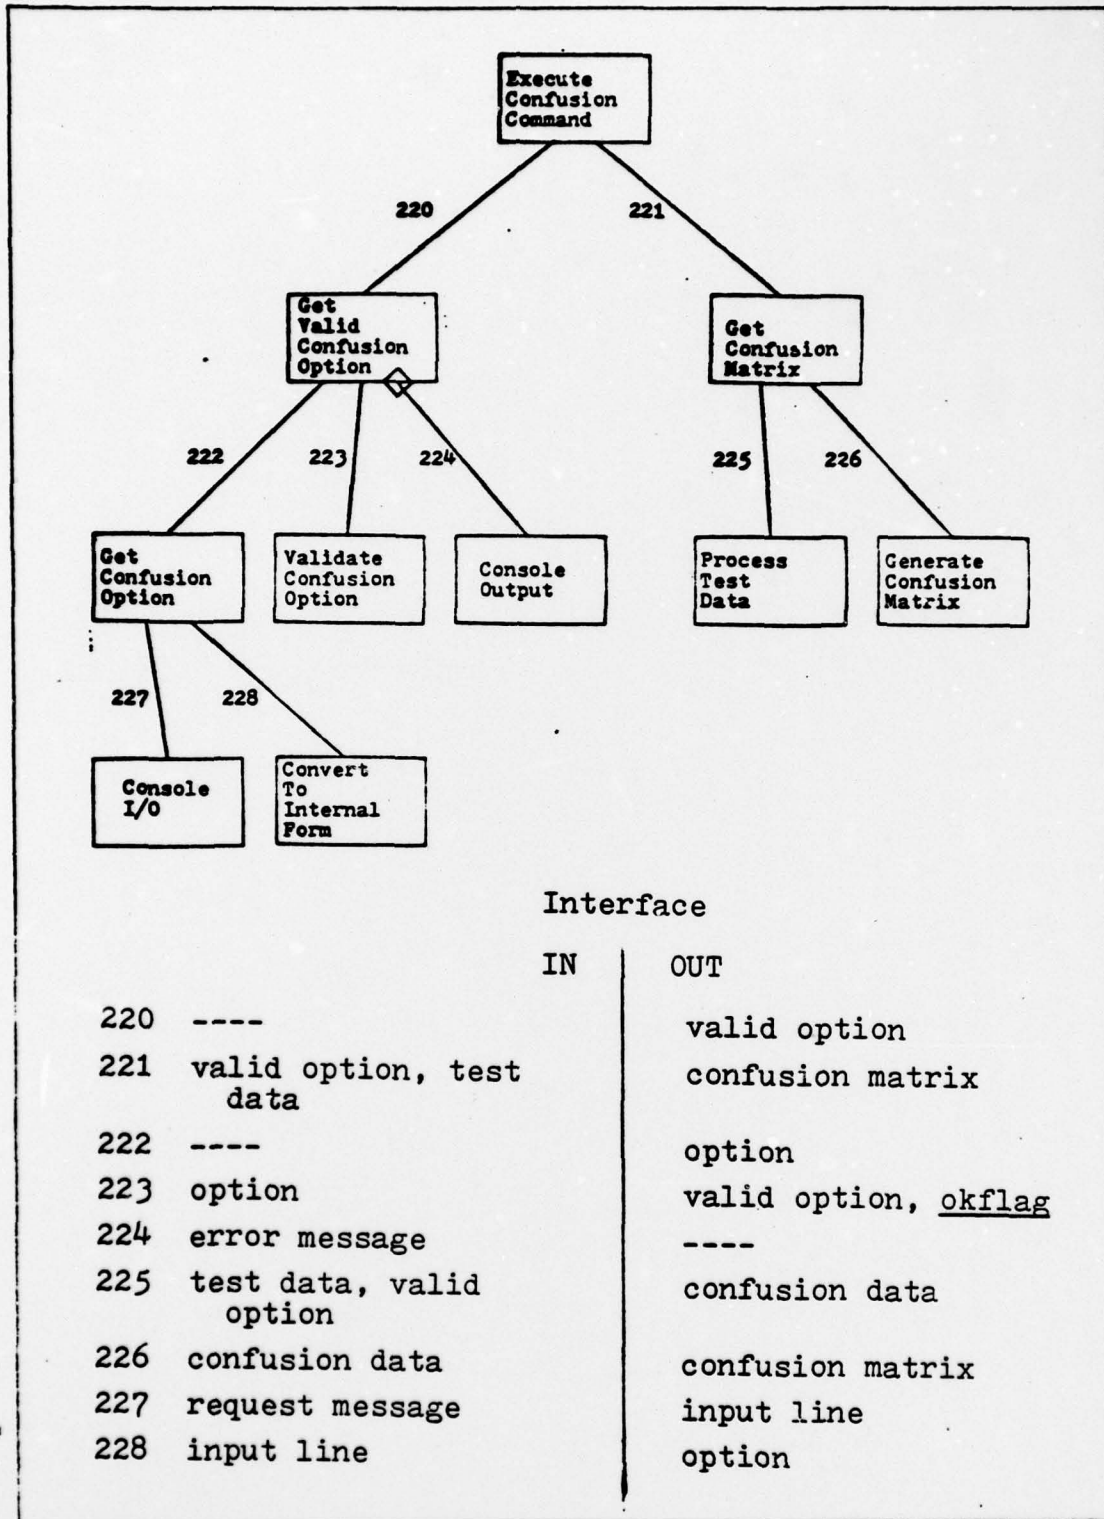 Execute
Confusion
Command
220
221
Get
Valid
Confusion
Option
Get
Confusion
Matrix
222
223
224
225
226
Get
Confusion
Option
Validate
Confusion
Option
Console
Output
Process
Test
Data
Generate
Confusion
Matrix
227
228
Console
I/O
Convert
To
Internal
Form
Interface
IN OUT
220 ---- valid option
221 valid option, test confusion matrix
data
222 ---- option
223 option valid option, okflag
224 error message ----
225 test data, valid confusion data
option
226 confusion data confusion matrix
227 request message input line
228 input line option